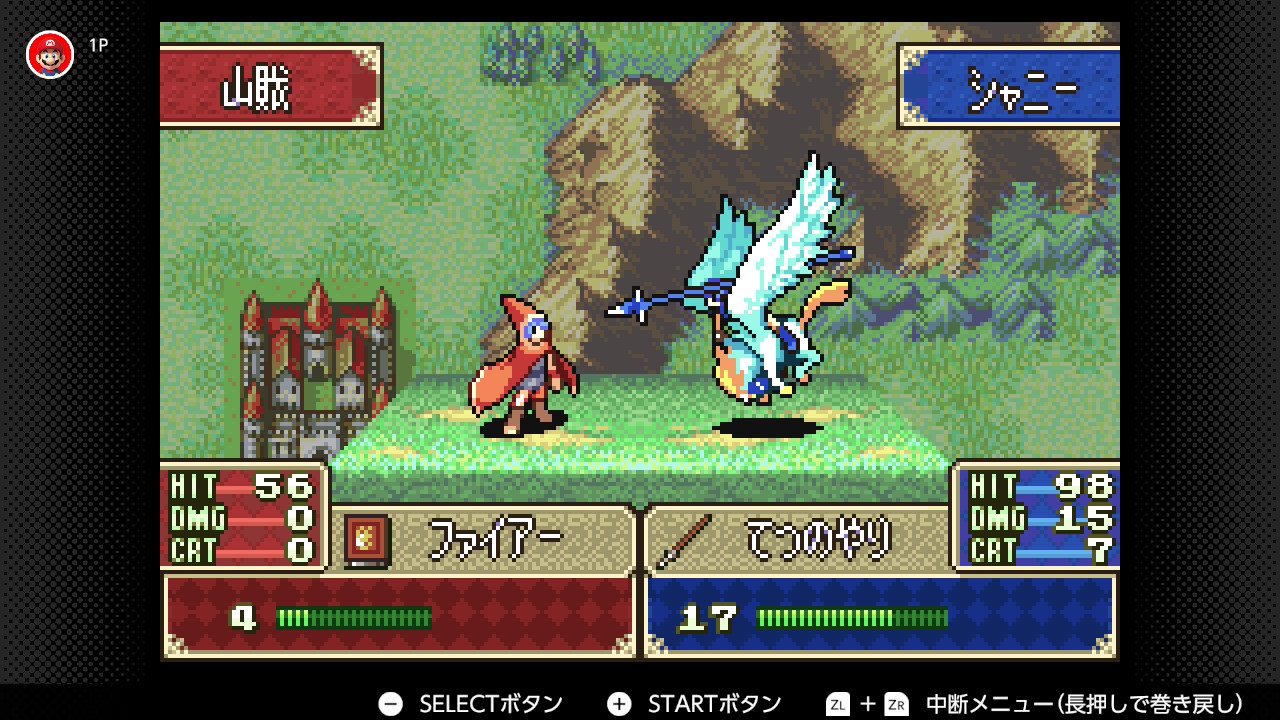 1P
山賊
シャニー
HIT 56
DMG 0
CRT 0
ファイアー
てつのやり
HIT 98
DMG 15
CRT 7
4
17
− SELECTボタン
+ STARTボタン
ZL + ZR 中断メニュー(長押しで巻き戻し)